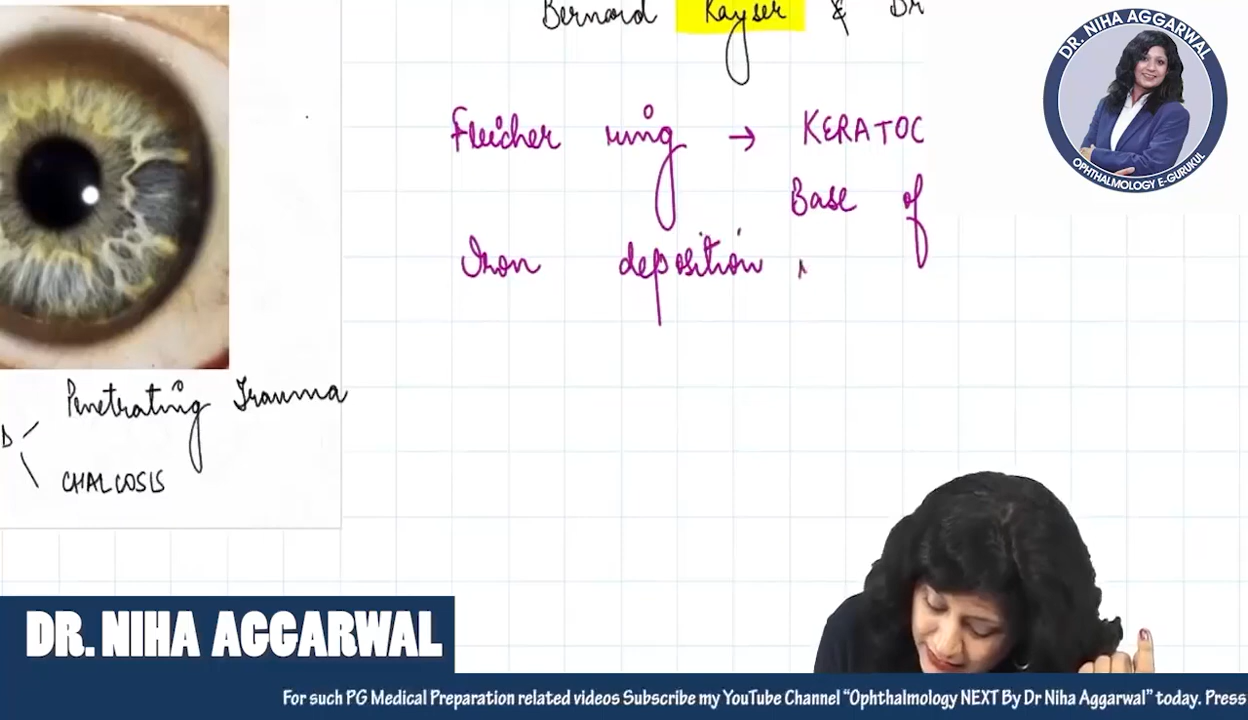 Bernard Kayser & Dr
Fleicher ring → KERATOC
Base of
Iron deposition
Penetrating Trauma
CHALCOSIS
DR. NIHA AGGARWAL
OPHTHALMOLOGY E-GURUKUL
DR. NIHA AGGARWAL
For such PG Medical Preparation related videos Subscribe my YouTube Channel “Ophthalmology NEXT By Dr Niha Aggarwal” today. Press